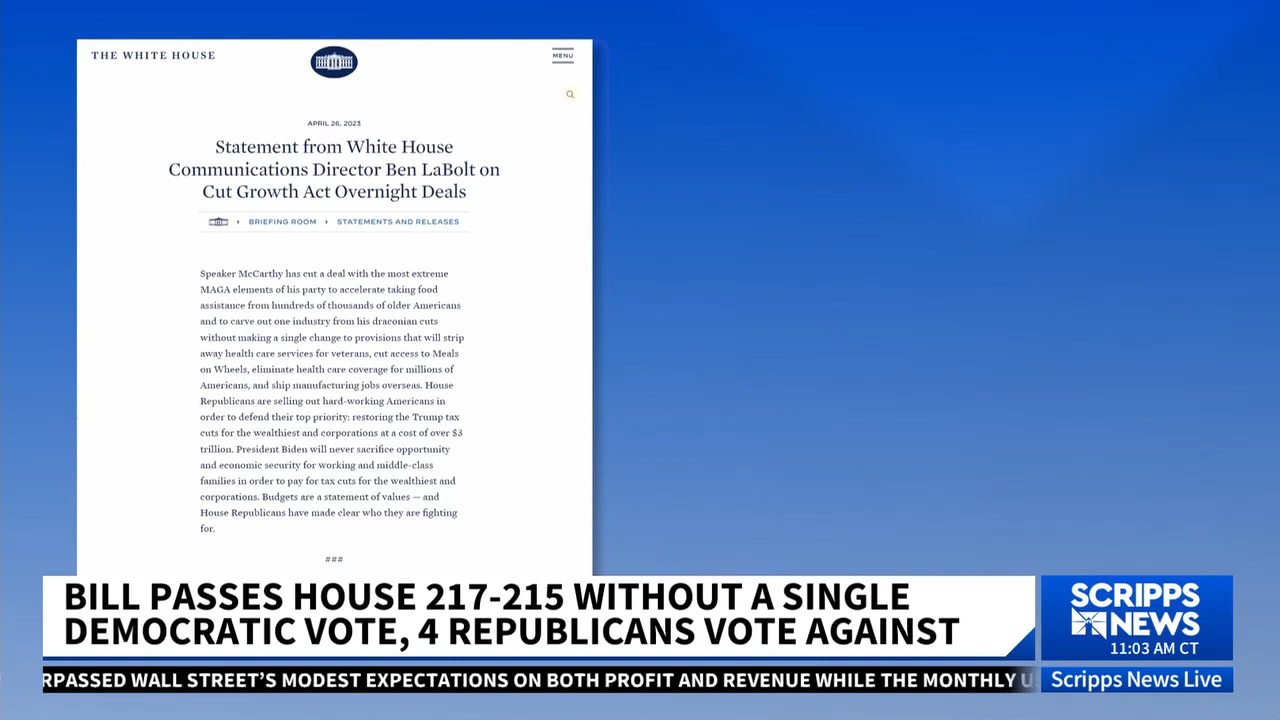 THE WHITE HOUSE
MENU
APRIL 26, 2023
Statement from White House
Communications Director Ben LaBolt on
Cut Growth Act Overnight Deals
BRIEFING ROOM
STATEMENTS AND RELEASES
Speaker McCarthy has cut a deal with the most extreme
MAGA elements of his party to accelerate taking food
assistance from hundreds of thousands of older Americans
and to carve out one industry from his draconian cuts
without making a single change to provisions that will strip
away health care services for veterans, cut access to Meals
on Wheels, eliminate health care coverage for millions of
Americans, and ship manufacturing jobs overseas. House
Republicans are selling out hard-working Americans in
order to defend their top priority: restoring the Trump tax
cuts for the wealthiest and corporations at a cost of over $3
trillion. President Biden will never sacrifice opportunity
and economic security for working and middle-class
families in order to pay for tax cuts for the wealthiest and
corporations. Budgets are a statement of values — and
House Republicans have made clear who they are fighting
for.
###
BILL PASSES HOUSE 217-215 WITHOUT A SINGLE
DEMOCRATIC VOTE, 4 REPUBLICANS VOTE AGAINST
SCRIPPS
NEWS
11:03 AM CT
RPASSED WALL STREET'S MODEST EXPECTATIONS ON BOTH PROFIT AND REVENUE WHILE THE MONTHLY U
Scripps News Live